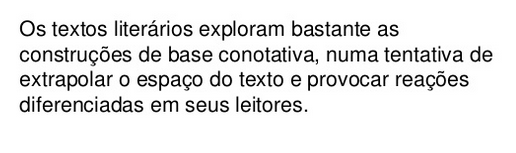 Os textos literários exploram bastante as
construções de base conotativa, numa tentativa de
extrapolar o espaço do texto e provocar reações
diferenciadas em seus leitores.